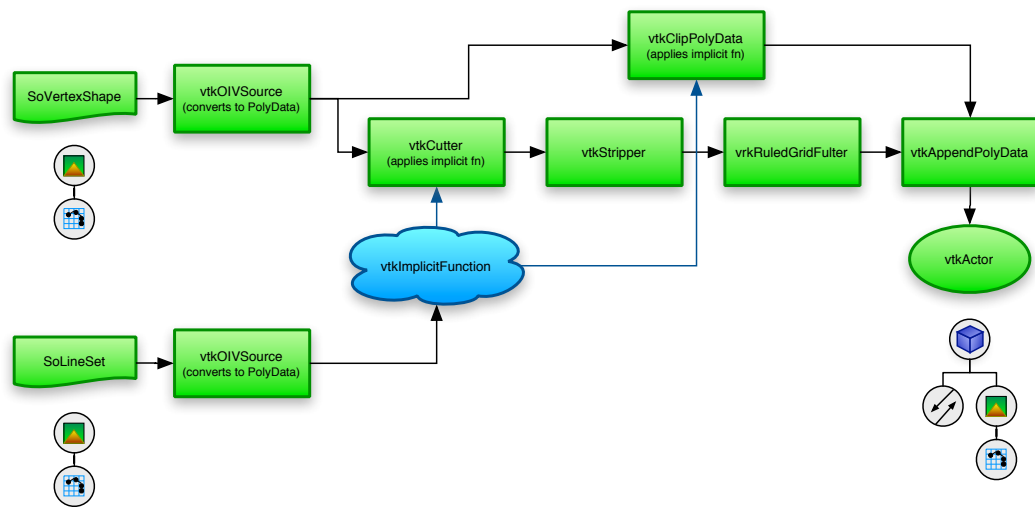 vtkClipPolyData
(applies implicit fn)
SoVertexShape
vtkOIVSource
(converts to PolyData)
vtkCutter
(applies implicit fn)
vtkStripper
vrkRuledGridFulter
vtkAppendPolyData
vtkImplicitFunction
vtkActor
SoLineSet
vtkOIVSource
(converts to PolyData)